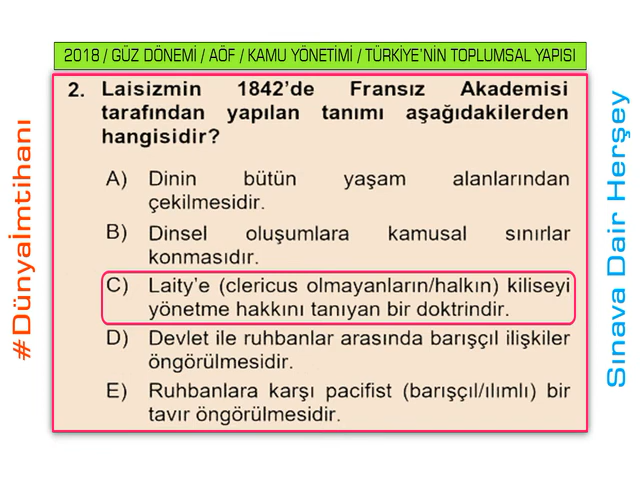 2018 / GÜZ DÖNEMİ / AÖF / KAMU YÖNETİMİ / TÜRKİYE'NİN TOPLUMSAL YAPISI
2. Laisizmin 1842'de Fransız Akademisi
tarafından yapılan tanımı aşağıdakilerden
hangisidir?
A) Dinin bütün yaşam alanlarından
çekilmesidir.
B) Dinsel oluşumlara kamusal sınırlar
konmasıdır.
C) Laity'e (clericus olmayanların/halkın) kiliseyi
yönetme hakkını tanıyan bir doktrindir.
D) Devlet ile ruhbanlar arasında barışçıl ilişkiler
öngörülmesidir.
E) Ruhbanlara karşı pacifist (barışçıl/ılımlı) bir
tavır öngörülmesidir.
#Dünyaİmtihanı
Sınava Dair Herşey